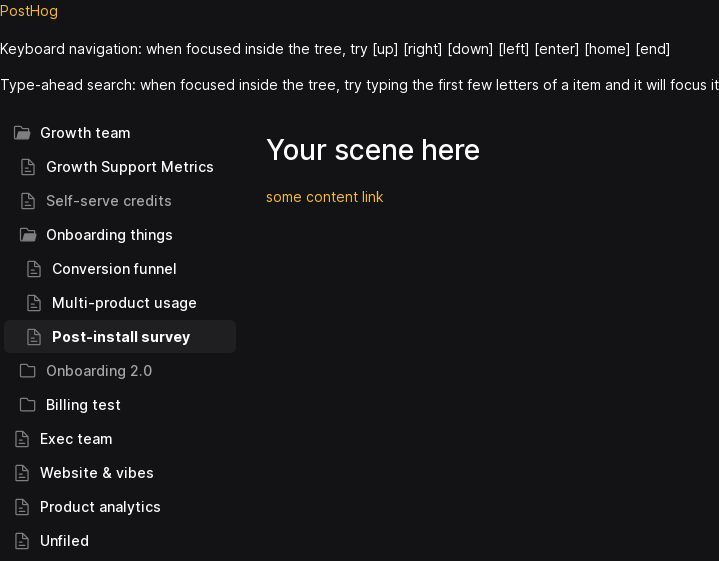 PostHog
Keyboard navigation: when focused inside the tree, try [up] [right] [down] [left] [enter] [home] [end]
Type-ahead search: when focused inside the tree, try typing the first few letters of a item and it will focus it
Growth team
Growth Support Metrics
Self-serve credits
Onboarding things
Conversion funnel
Multi-product usage
Post-install survey
Onboarding 2.0
Billing test
Exec team
Website & vibes
Product analytics
Unfiled
Your scene here
some content link